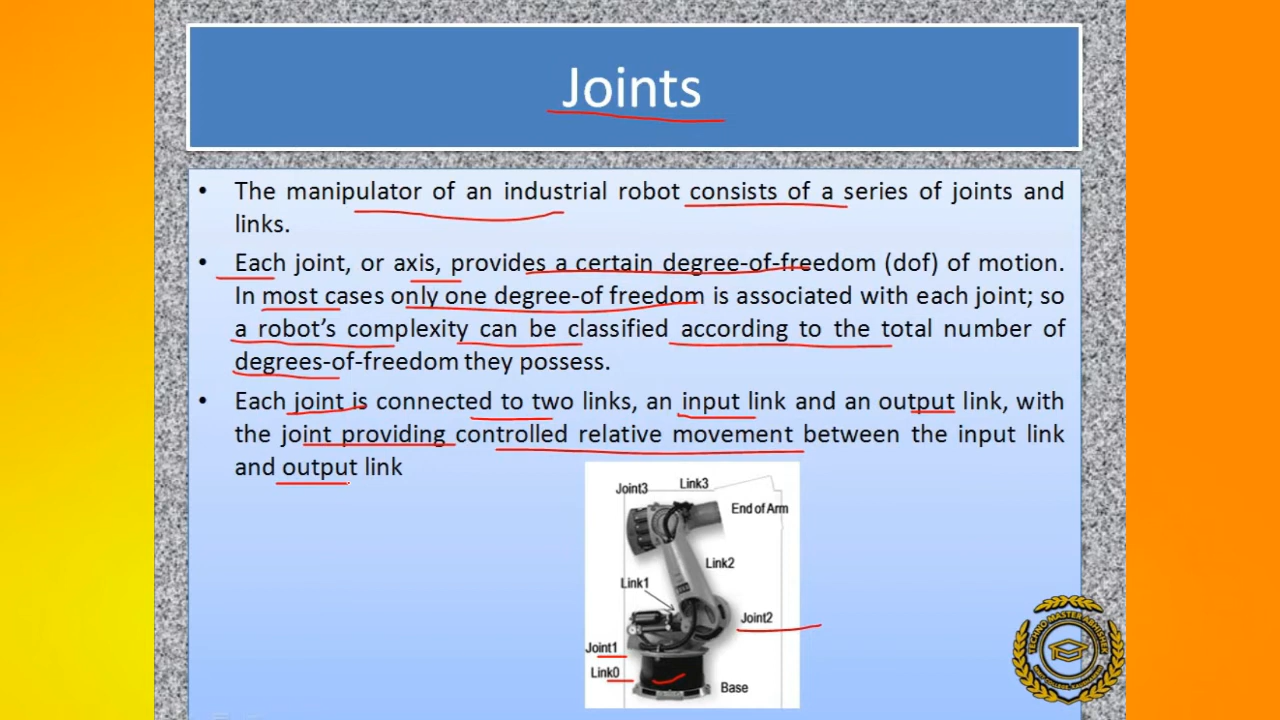 Joints
• The manipulator of an industrial robot consists of a series of joints and
links.
• Each joint, or axis, provides a certain degree-of-freedom (dof) of motion.
In most cases only one degree-of freedom is associated with each joint; so
a robot's complexity can be classified according to the total number of
degrees-of-freedom they possess.
• Each joint is connected to two links, an input link and an output link, with
the joint providing controlled relative movement between the input link
and output link
Joint3
Link3
End of Arm
Link2
Link1
Joint2
Joint1
Link0
Base
TECHNO MASTER